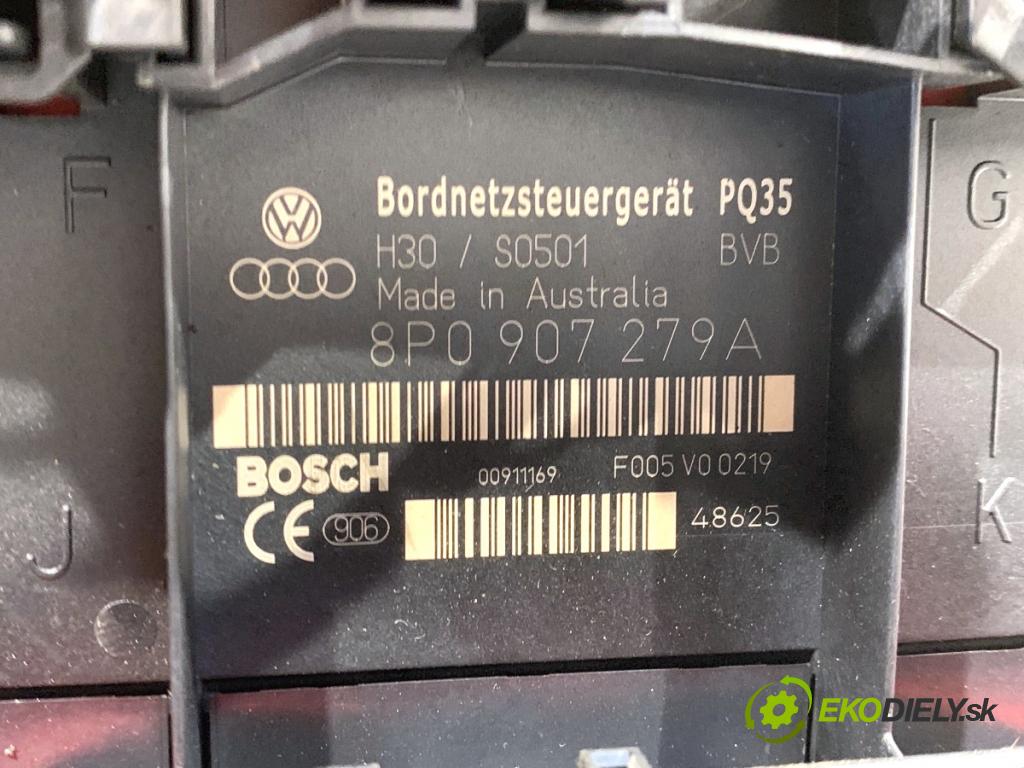 F
G
Bordnetzsteuergerät PQ35
H30 / S0501 BVB
Made in Australia
8P0 907 279A
BOSCH
00911169 F005 V0 0219
CE 906
48625
J
K
EKODIELY.sk